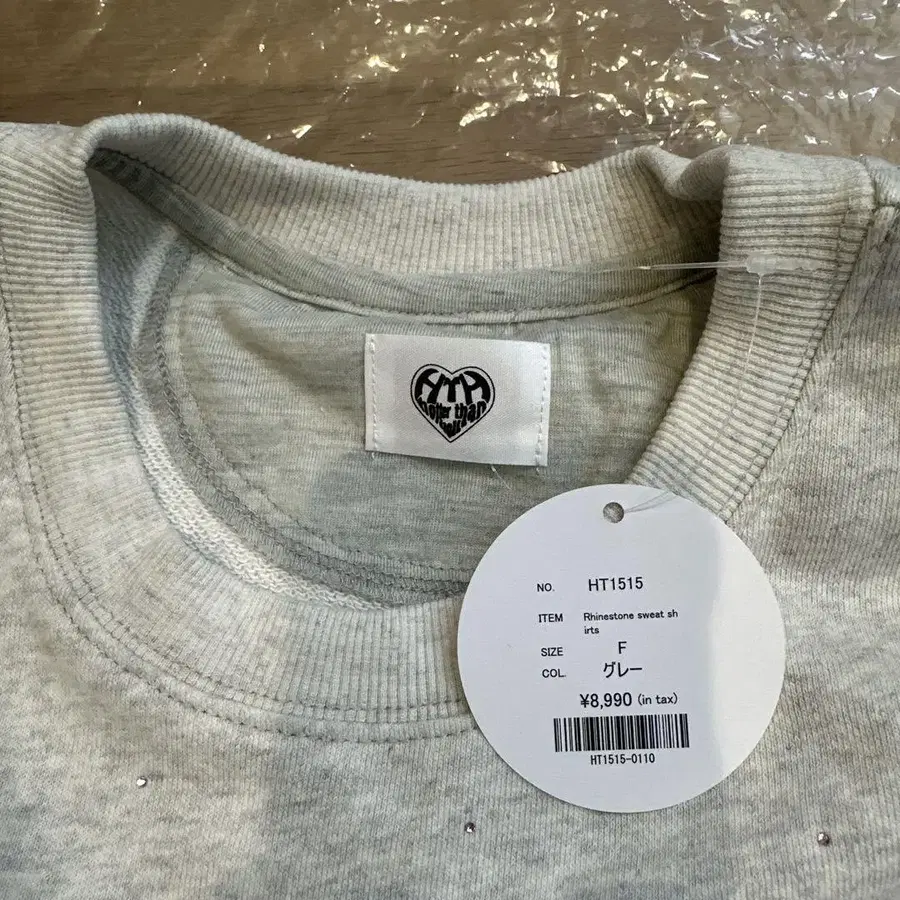 HTH
hotter than
hell
NO. HT1515
ITEM Rhinestone sweat sh
irts
SIZE F
COL. グレー
¥8,990 (in tax)
HT1515-0110